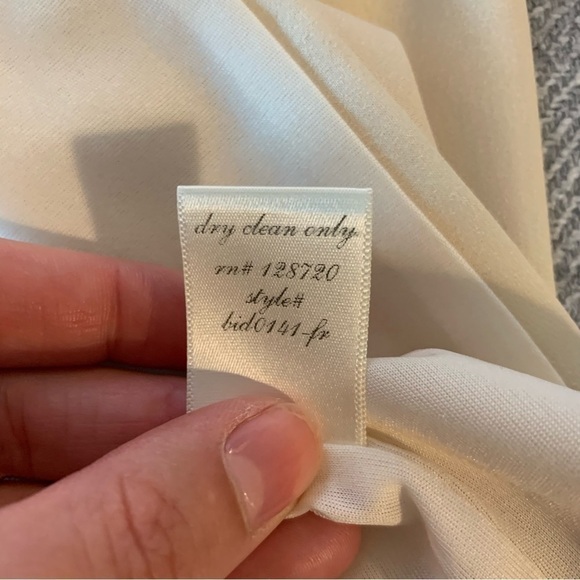 dry clean only
rn# 128720
style#
bid0141-fr